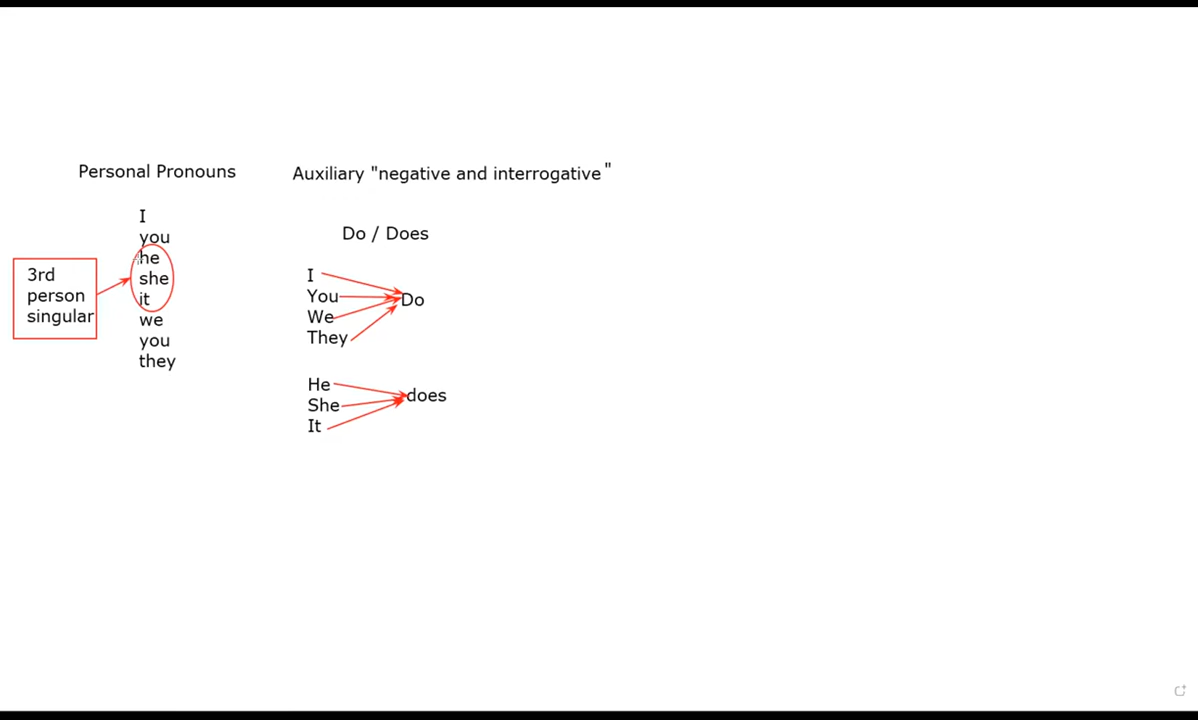 Personal Pronouns
I
you
he
she
it
we
you
they
3rd
person
singular
Auxiliary "negative and interrogative"
Do / Does
I
You
We
They
Do
He
She
It
does